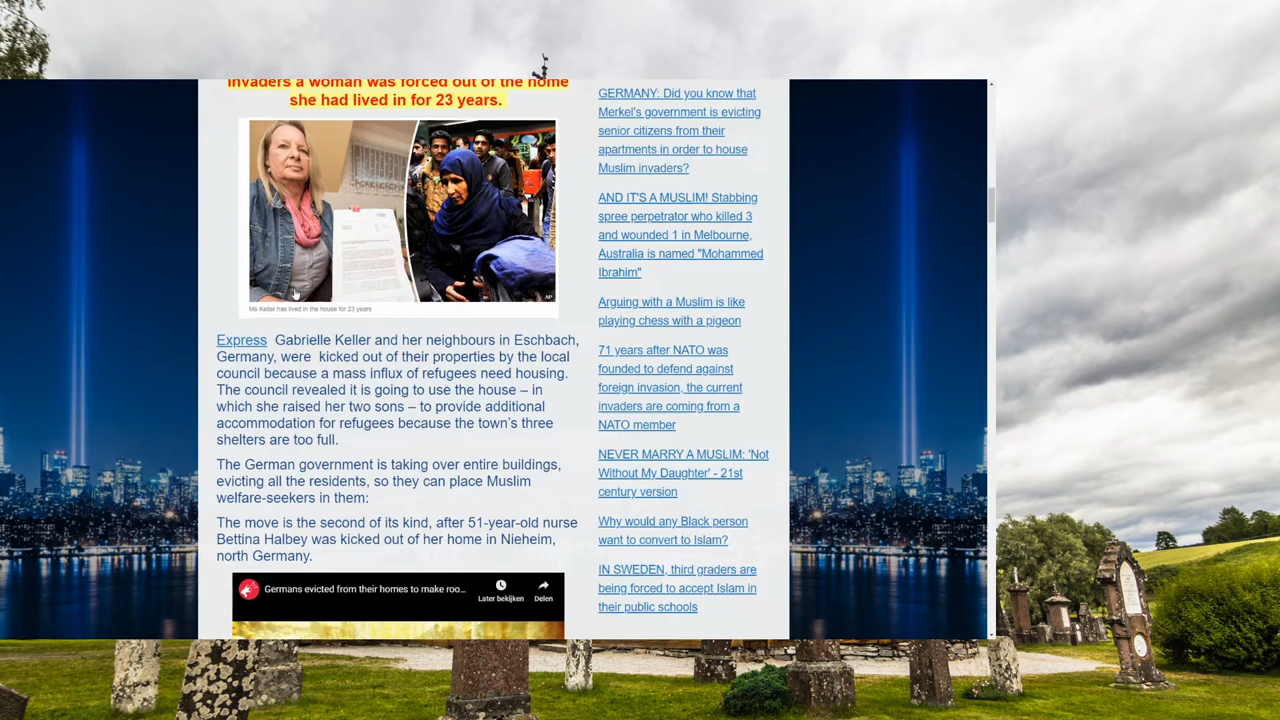 invaders a woman was forced out of the home
she had lived in for 23 years.
AP
Ms Keller has lived in the house for 23 years
Express Gabrielle Keller and her neighbours in Eschbach,
Germany, were kicked out of their properties by the local
council because a mass influx of refugees need housing.
The council revealed it is going to use the house – in
which she raised her two sons – to provide additional
accommodation for refugees because the town's three
shelters are too full.
The German government is taking over entire buildings,
evicting all the residents, so they can place Muslim
welfare-seekers in them:
The move is the second of its kind, after 51-year-old nurse
Bettina Halbey was kicked out of her home in Nieheim,
north Germany.
Germans evicted from their homes to make roo...
Later bekijken
Delen
GERMANY: Did you know that
Merkel's government is evicting
senior citizens from their
apartments in order to house
Muslim invaders?
AND IT'S A MUSLIM! Stabbing
spree perpetrator who killed 3
and wounded 1 in Melbourne,
Australia is named "Mohammed
Ibrahim"
Arguing with a Muslim is like
playing chess with a pigeon
71 years after NATO was
founded to defend against
foreign invasion, the current
invaders are coming from a
NATO member
NEVER MARRY A MUSLIM: 'Not
Without My Daughter' - 21st
century version
Why would any Black person
want to convert to Islam?
IN SWEDEN, third graders are
being forced to accept Islam in
their public schools